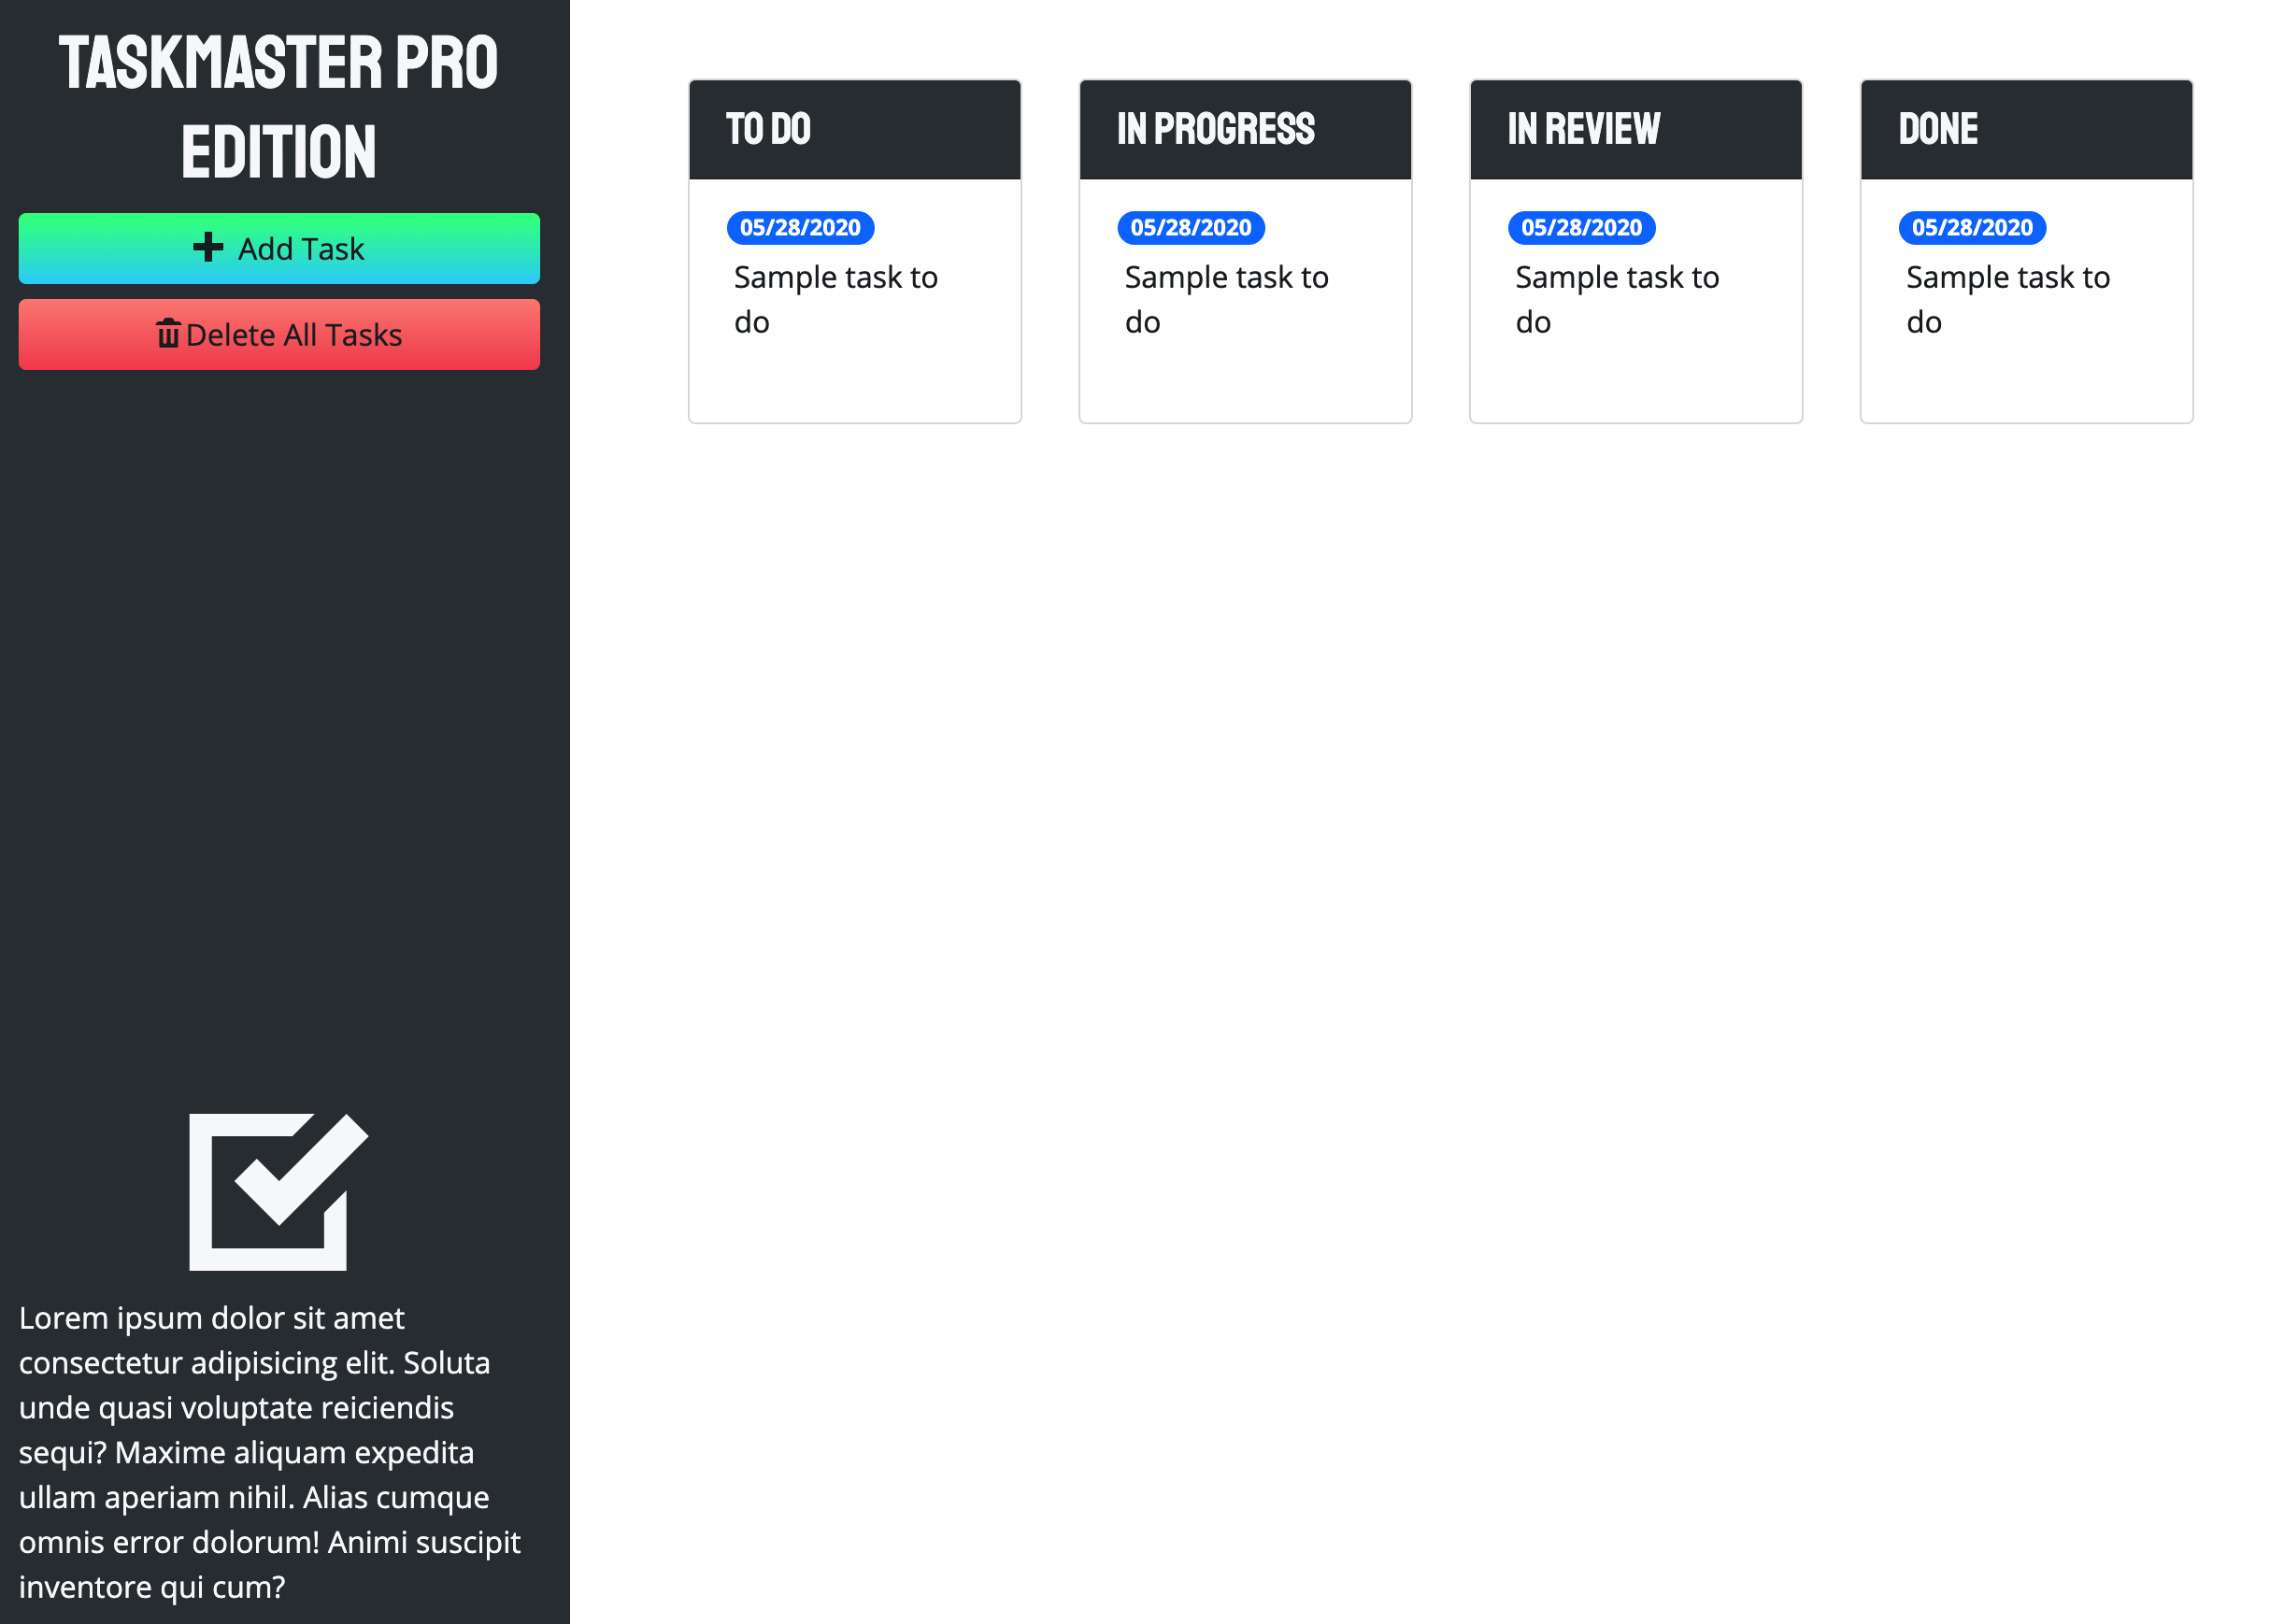 TASKMASTER PRO
EDITION
Add Task
Delete All Tasks
Lorem ipsum dolor sit amet
consectetur adipisicing elit. Soluta
unde quasi voluptate reiciendis
sequi? Maxime aliquam expedita
ullam aperiam nihil. Alias cumque
omnis error dolorum! Animi suscipit
inventore qui cum?
TO DO
05/28/2020
Sample task to
do
IN PROGRESS
05/28/2020
Sample task to
do
IN REVIEW
05/28/2020
Sample task to
do
DONE
05/28/2020
Sample task to
do